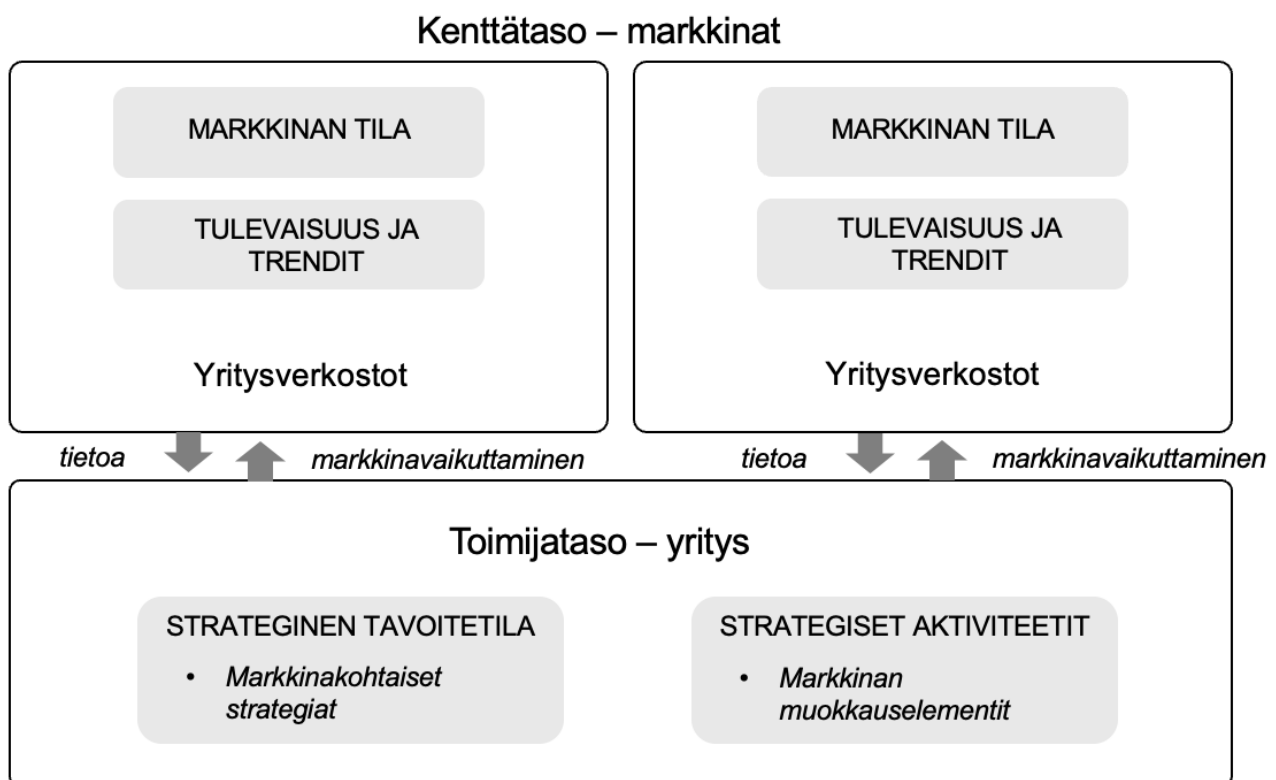 Kenttätaso – markkinat
MARKKINAN TILA
TULEVAISUUS JA
TRENDIT
Yritysverkostot
MARKKINAN TILA
TULEVAISUUS JA
TRENDIT
Yritysverkostot
tietoa
markkinavaikuttaminen
tietoa
markkinavaikuttaminen
Toimijataso – yritys
STRATEGINEN TAVOITETILA
• Markkinakohtaiset
strategiat
STRATEGISET AKTIVITEETIT
• Markkinan
muokkauselementit